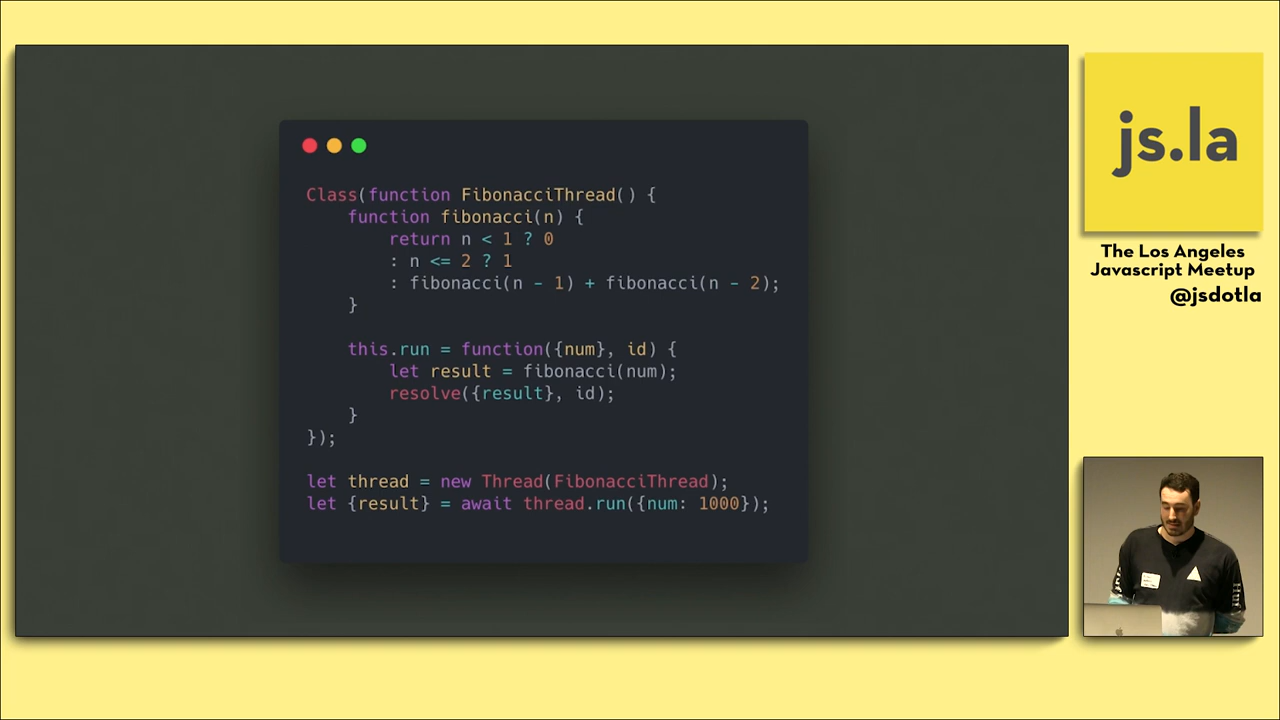 Class(function FibonacciThread() {
    function fibonacci(n) {
        return n < 1 ? 0
        : n <= 2 ? 1
        : fibonacci(n - 1) + fibonacci(n - 2);
    }

    this.run = function({num}, id) {
        let result = fibonacci(num);
        resolve({result}, id);
    }
});

let thread = new Thread(FibonacciThread);
let {result} = await thread.run({num: 1000});
js.la
The Los Angeles
Javascript Meetup
@jsdotla